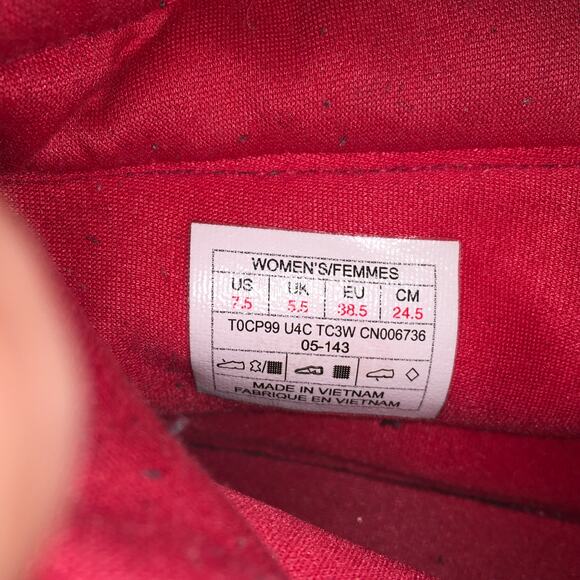 WOMEN'S/FEMMES
US UK EU CM
7.5 5.5 38.5 24.5
T0CP99 U4C TC3W CN006736
05-143
MADE IN VIETNAM
FABRIQUE EN VIETNAM